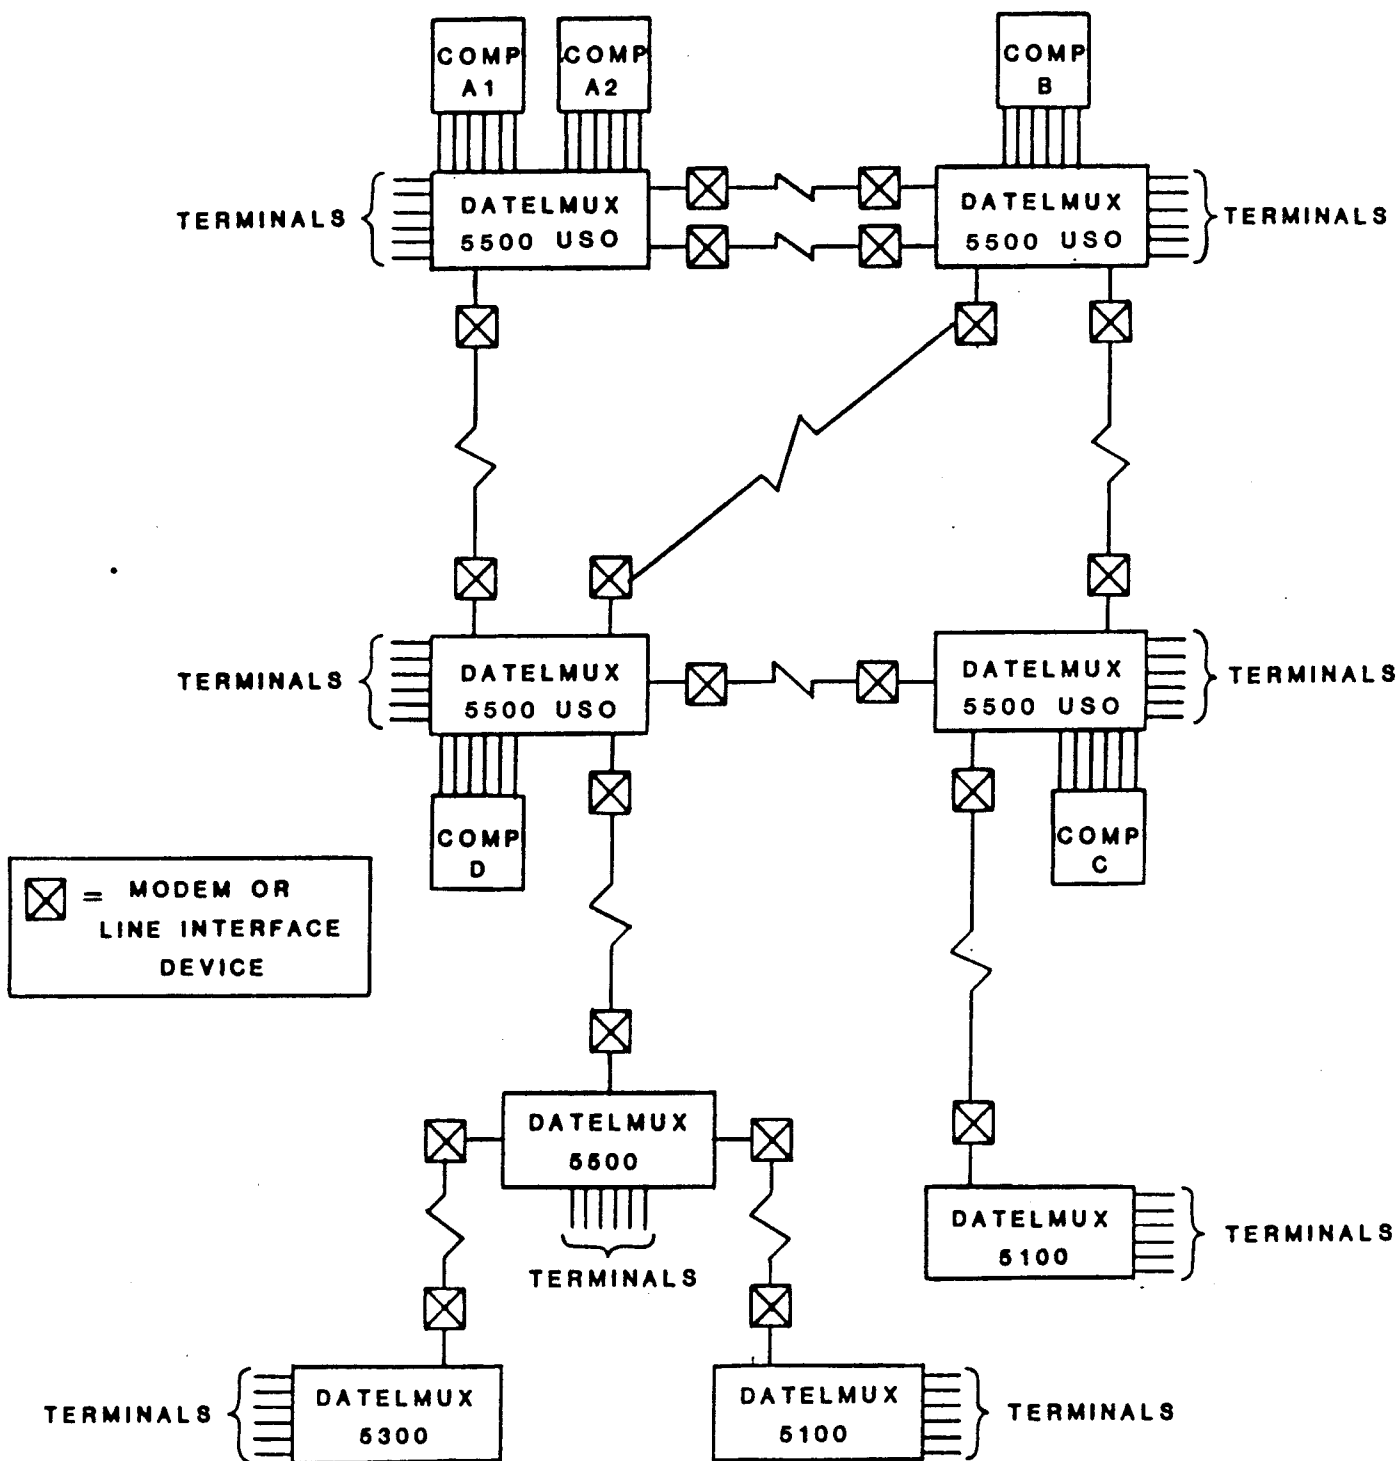 COMP
A1
COMP
A2
COMP
B
TERMINALS
DATELMUX
5500 USO
DATELMUX
5500 USO
TERMINALS
TERMINALS
DATELMUX
5500 USO
DATELMUX
5500 USO
TERMINALS
COMP
D
COMP
C
= MODEM OR
LINE INTERFACE
DEVICE
DATELMUX
5500
TERMINALS
DATELMUX
5100
TERMINALS
TERMINALS
DATELMUX
5300
DATELMUX
5100
TERMINALS